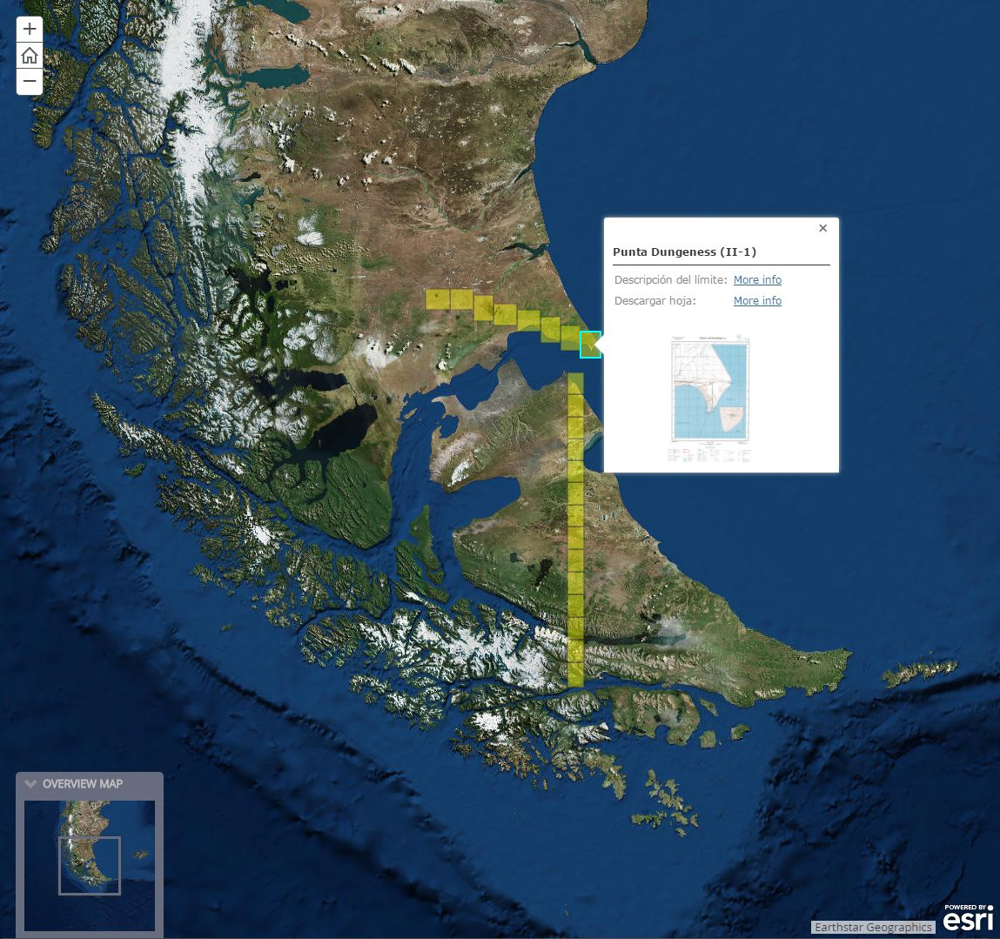 +
−
×
Punta Dungeness (II-1)
Descripción del límite: More info
Descargar hoja: More info
OVERVIEW MAP
POWERED BY
esri
Earthstar Geographics